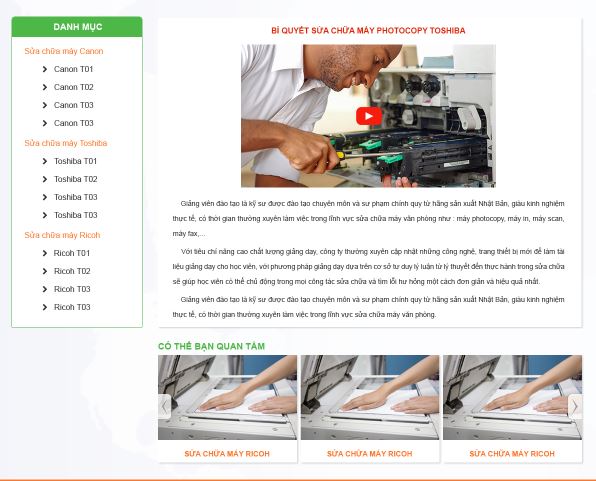 DANH MỤC
Sửa chữa máy Canon
Canon T01
Canon T02
Canon T03
Canon T03
Sửa chữa máy Toshiba
Toshiba T01
Toshiba T02
Toshiba T03
Toshiba T03
Sửa chữa máy Ricoh
Ricoh T01
Ricoh T02
Ricoh T03
Ricoh T03
BÍ QUYẾT SỬA CHỮA MÁY PHOTOCOPY TOSHIBA
Giảng viên đào tạo là kỹ sư được đào tạo chuyên môn và sư phạm chính quy từ hãng sản xuất Nhật Bản, giàu kinh nghiệm
thực tế, có thời gian thường xuyên làm việc trong lĩnh vực sửa chữa máy văn phòng như : máy photocopy, máy in, máy scan,
máy fax,...
Với tiêu chí nâng cao chất lượng giảng dạy, công ty thường xuyên cập nhật những công nghệ, trang thiết bị mới để làm tài
liệu giảng dạy cho học viên, với phương pháp giảng dạy dựa trên cơ sở tư duy lý luận từ lý thuyết đến thực hành trong sửa chữa
sẽ giúp học viên có thể chủ động trong mọi công tác sửa chữa và tìm lỗi hư hỏng một cách đơn giản và hiệu quả nhất.
Giảng viên đào tạo là kỹ sư được đào tạo chuyên môn và sư phạm chính quy từ hãng sản xuất Nhật Bản, giàu kinh nghiệm
thực tế, có thời gian thường xuyên làm việc trong lĩnh vực sửa chữa máy văn phòng.
CÓ THỂ BẠN QUAN TÂM
SỬA CHỮA MÁY RICOH
SỬA CHỮA MÁY RICOH
SỬA CHỮA MÁY RICOH